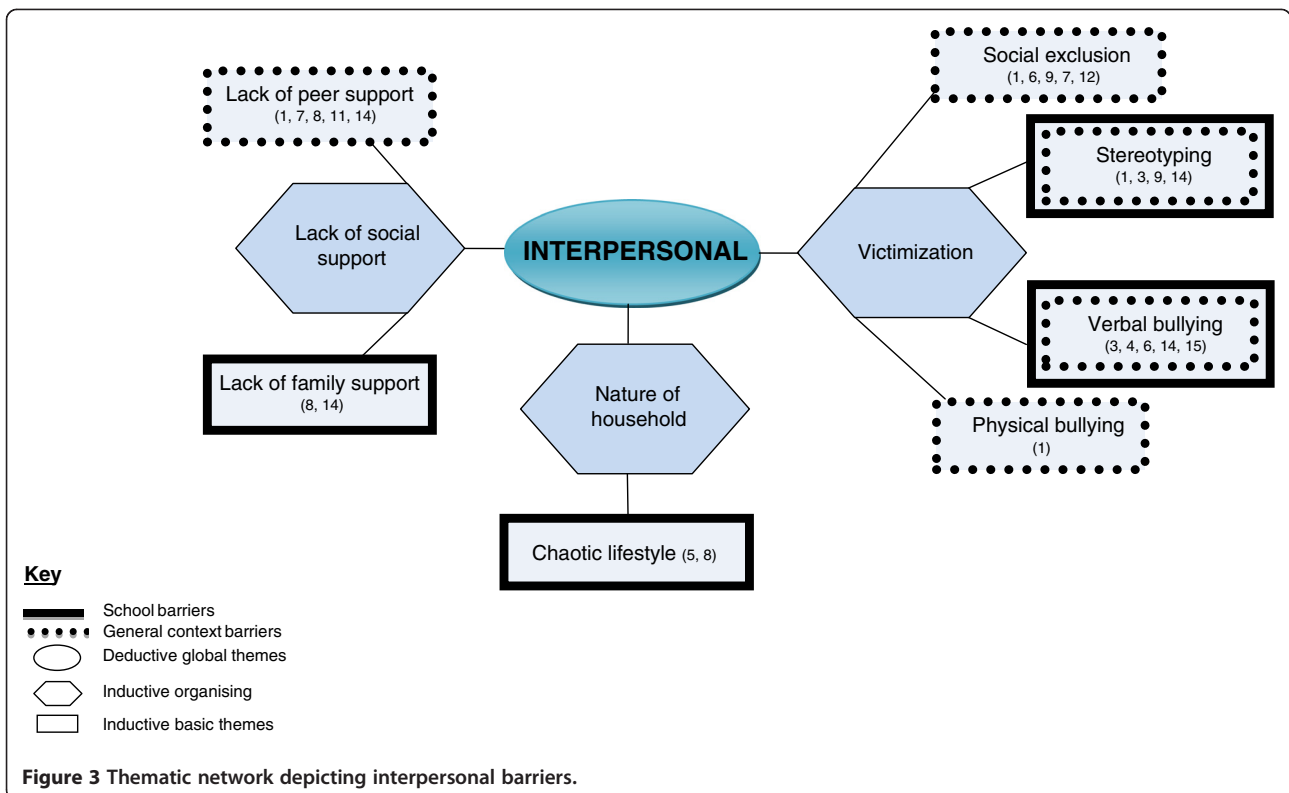 Lack of peer support
(1, 7, 8, 11, 14)
Lack of social
support
Lack of family support
(8, 14)
INTERPERSONAL
Nature of
household
Chaotic lifestyle (5, 8)
Social exclusion
(1, 6, 9, 7, 12)
Stereotyping
(1, 3, 9, 14)
Victimization
Verbal bullying
(3, 4, 6, 14, 15)
Physical bullying
(1)
Key
School barriers
General context barriers
Deductive global themes
Inductive organising
Inductive basic themes
Figure 3 Thematic network depicting interpersonal barriers.